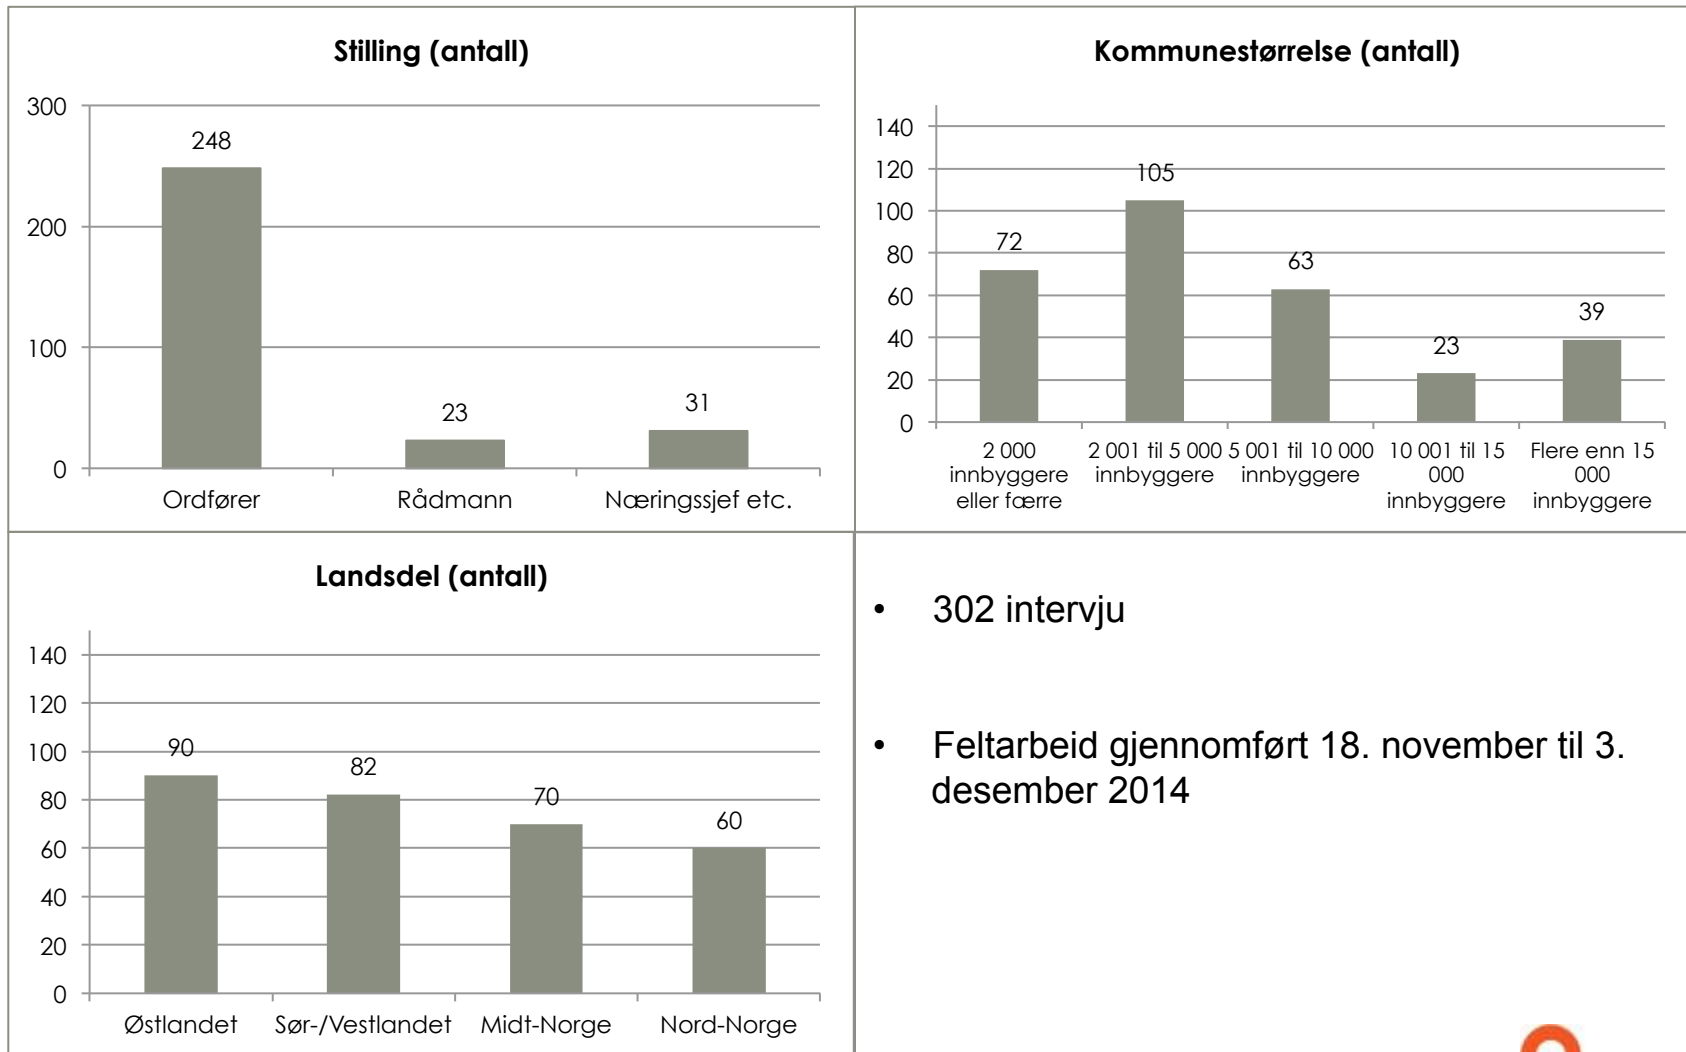 Stilling (antall)
300
200
100
0
248
23
31
Ordfører
Rådmann
Næringssjef etc.
Kommunestørrelse (antall)
140
120
100
80
60
40
20
0
72
105
63
23
39
2 000
innbyggere
eller færre
2 001 til 5 000
innbyggere
5 001 til 10 000
innbyggere
10 001 til 15
000
innbyggere
Flere enn 15
000
innbyggere
Landsdel (antall)
140
120
100
80
60
40
20
0
90
82
70
60
Østlandet
Sør-/Vestlandet
Midt-Norge
Nord-Norge
• 302 intervju
• Feltarbeid gjennomført 18. november til 3.
desember 2014